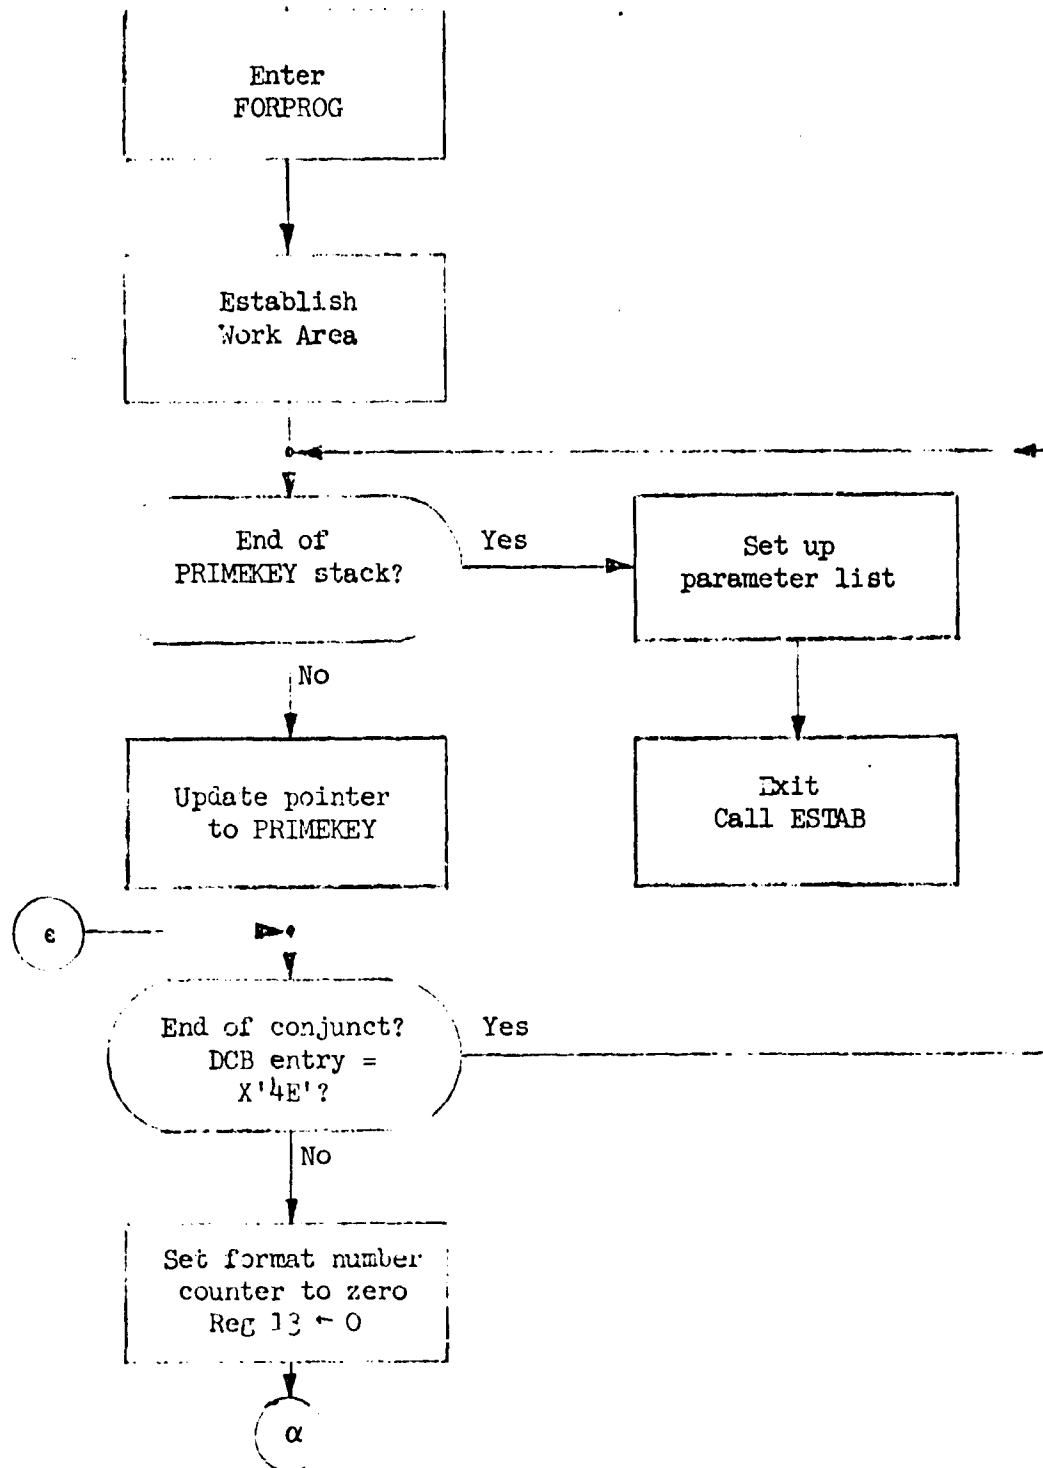 Enter
FORPROG
Establish
Work Area
End of
PRIMEKEY stack?
Yes
Set up
parameter list
No
Update pointer
to PRIMEKEY
Exit
Call ESTAB
ε
End of conjunct?
DCB entry =
X'4E'?
Yes
No
Set format number
counter to zero
Reg 13 ← 0
α